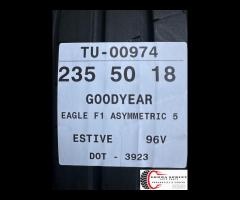 TU-00974
235 50 18
GOODYEAR
EAGLE F1 ASYMMETRIC 5
ESTIVE 96V
DOT - 3923